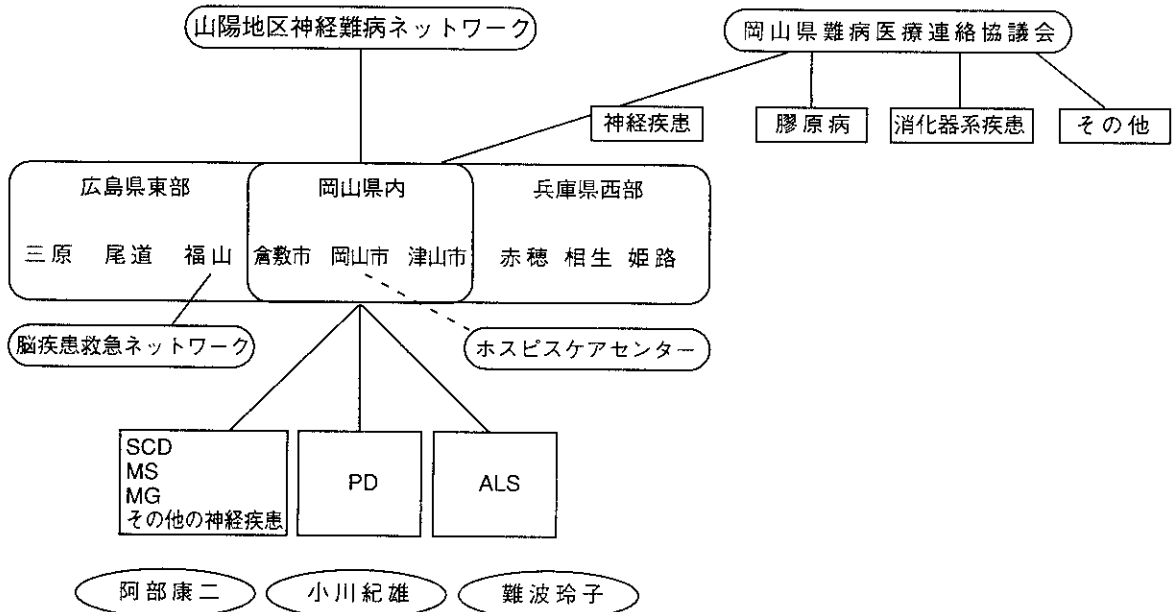 山陽地区神経難病ネットワーク
岡山県難病医療連絡協議会
神経疾患
膠原病
消化器系疾患
その他
広島県東部
岡山県内
兵庫県西部
三原 尾道 福山
倉敷市 岡山市 津山市
赤穂 相生 姫路
脳疾患救急ネットワーク
ホスピスケアセンター
SCD
MS
MG
その他の神経疾患
PD
ALS
阿部康二
小川紀雄
難波玲子